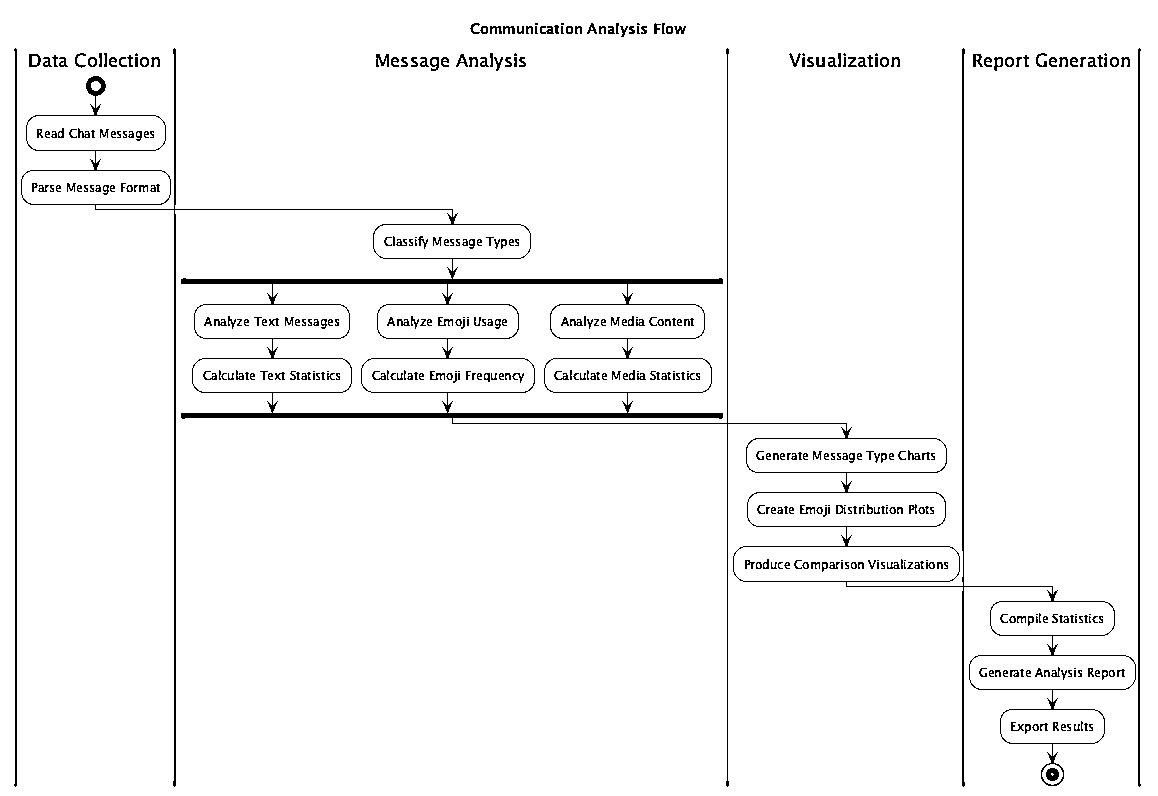 Communication Analysis Flow
Data Collection
Message Analysis
Visualization
Report Generation
Read Chat Messages
Parse Message Format
Classify Message Types
Analyze Text Messages
Analyze Emoji Usage
Analyze Media Content
Calculate Text Statistics
Calculate Emoji Frequency
Calculate Media Statistics
Generate Message Type Charts
Create Emoji Distribution Plots
Produce Comparison Visualizations
Compile Statistics
Generate Analysis Report
Export Results